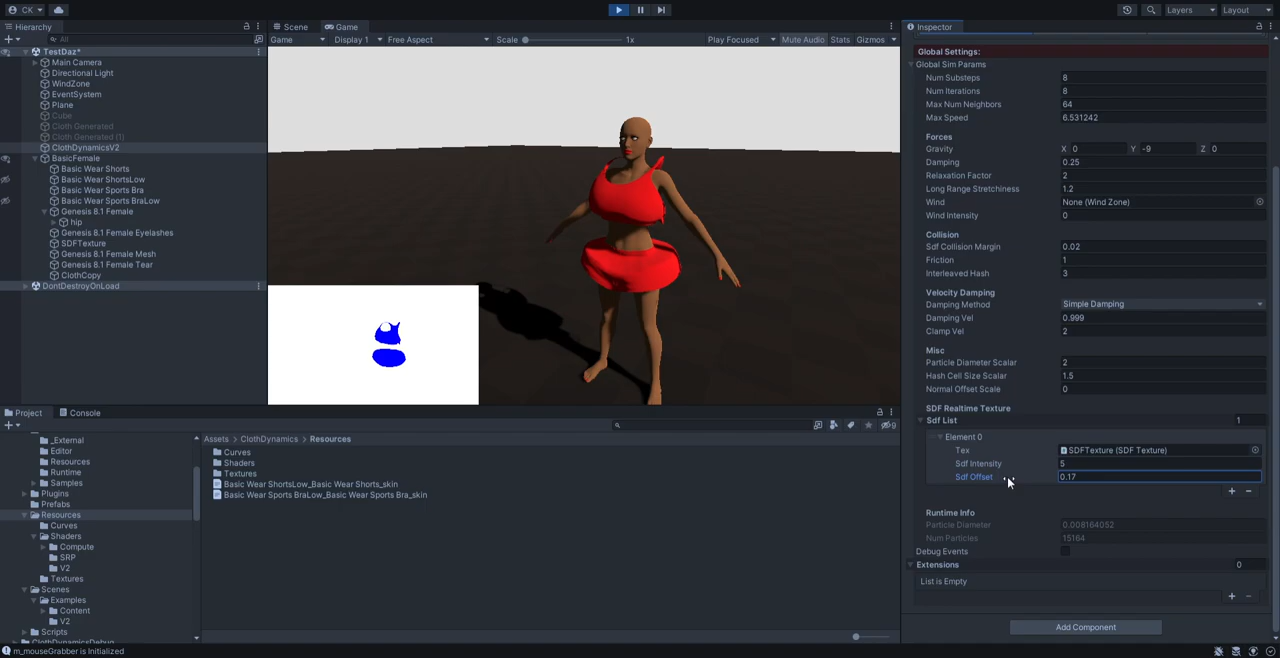 CK
Layers
Layout
Hierarchy
Scene
Game
Inspector
All
Game
Display 1
Free Aspect
Scale
1x
Play Focused
Mute Audio
Stats
Gizmos
TestDaz*
Main Camera
Directional Light
WindZone
EventSystem
Plane
Cube
Cloth Generated
Cloth Generated (1)
ClothDynamicsV2
BasicFemale
Basic Wear Shorts
Basic Wear ShortsLow
Basic Wear Sports Bra
Basic Wear Sports BraLow
Genesis 8.1 Female
hip
Genesis 8.1 Female Eyelashes
SDFTexture
Genesis 8.1 Female Mesh
Genesis 8.1 Female Tear
ClothCopy
DontDestroyOnLoad
Project
Console
9
_External
Editor
Resources
Runtime
Samples
Plugins
Prefabs
Resources
Curves
Shaders
Compute
SRP
V2
Textures
Scenes
Examples
Content
V2
Scripts
ClothDynamicsDebug
Assets > ClothDynamics > Resources
Curves
Shaders
Textures
Basic Wear ShortsLow_Basic Wear Shorts_skin
Basic Wear Sports BraLow_Basic Wear Sports Bra_skin
Global Settings:
Global Sim Params
Num Substeps 8
Num Iterations 8
Max Num Neighbors 64
Max Speed 6.531242
Forces
Gravity X 0 Y -9 Z 0
Damping 0.25
Relaxation Factor 2
Long Range Stretchiness 1.2
Wind None (Wind Zone)
Wind Intensity 0
Collision
Sdf Collision Margin 0.02
Friction 1
Interleaved Hash 3
Velocity Damping
Damping Method Simple Damping
Damping Vel 0.999
Clamp Vel 2
Misc
Particle Diameter Scalar 2
Hash Cell Size Scalar 1.5
Normal Offset Scale 0
SDF Realtime Texture
Sdf List 1
Element 0
Tex SDFTexture (SDF Texture)
Sdf Intensity 5
Sdf Offset 0.17
Runtime Info
Particle Diameter 0.008164052
Num Particles 15164
Debug Events
Extensions 0
List is Empty
Add Component
m_mouseGrabber is Initialized